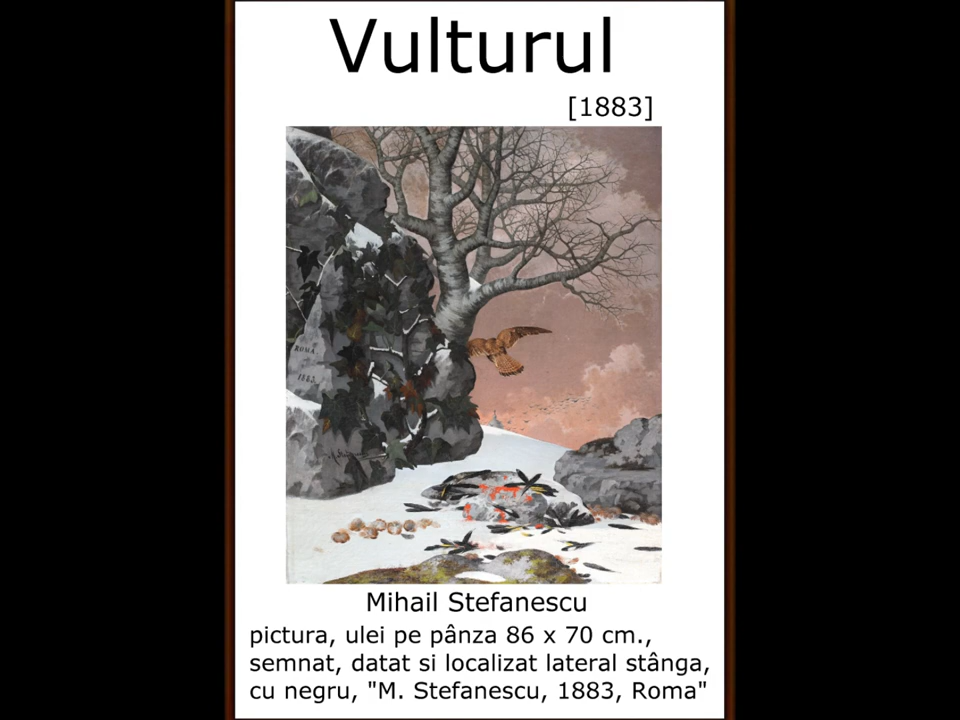 Vulturul
[1883]
ROMA
1883
Mihail Stefanescu
pictura, ulei pe pânza 86 x 70 cm.,
semnat, datat si localizat lateral stânga,
cu negru, "M. Stefanescu, 1883, Roma"